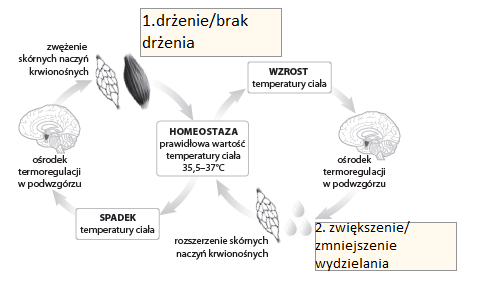 1.drżenie/brak
drżenia
zwężenie
skórnych naczyń
krwionośnych
WZROST
temperatury ciała
HOMEOSTAZA
prawidłowa wartość
temperatury ciała
35,5–37°C
ośrodek
termoregulacji
w podwzgórzu
ośrodek
termoregulacji
w podwzgórzu
SPADEK
temperatury ciała
rozszerzenie skórnych
naczyń krwionośnych
2. zwiększenie/
zmniejszenie
wydzielania